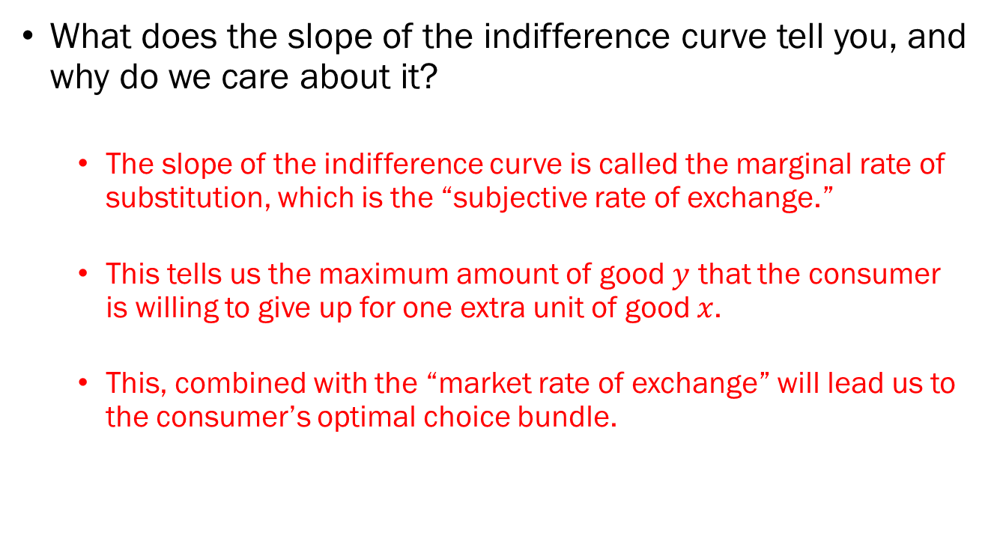 • What does the slope of the indifference curve tell you, and
why do we care about it?
• The slope of the indifference curve is called the marginal rate of
substitution, which is the “subjective rate of exchange.”
• This tells us the maximum amount of good 𝑦 that the consumer
is willing to give up for one extra unit of good 𝑥.
• This, combined with the “market rate of exchange” will lead us to
the consumer’s optimal choice bundle.